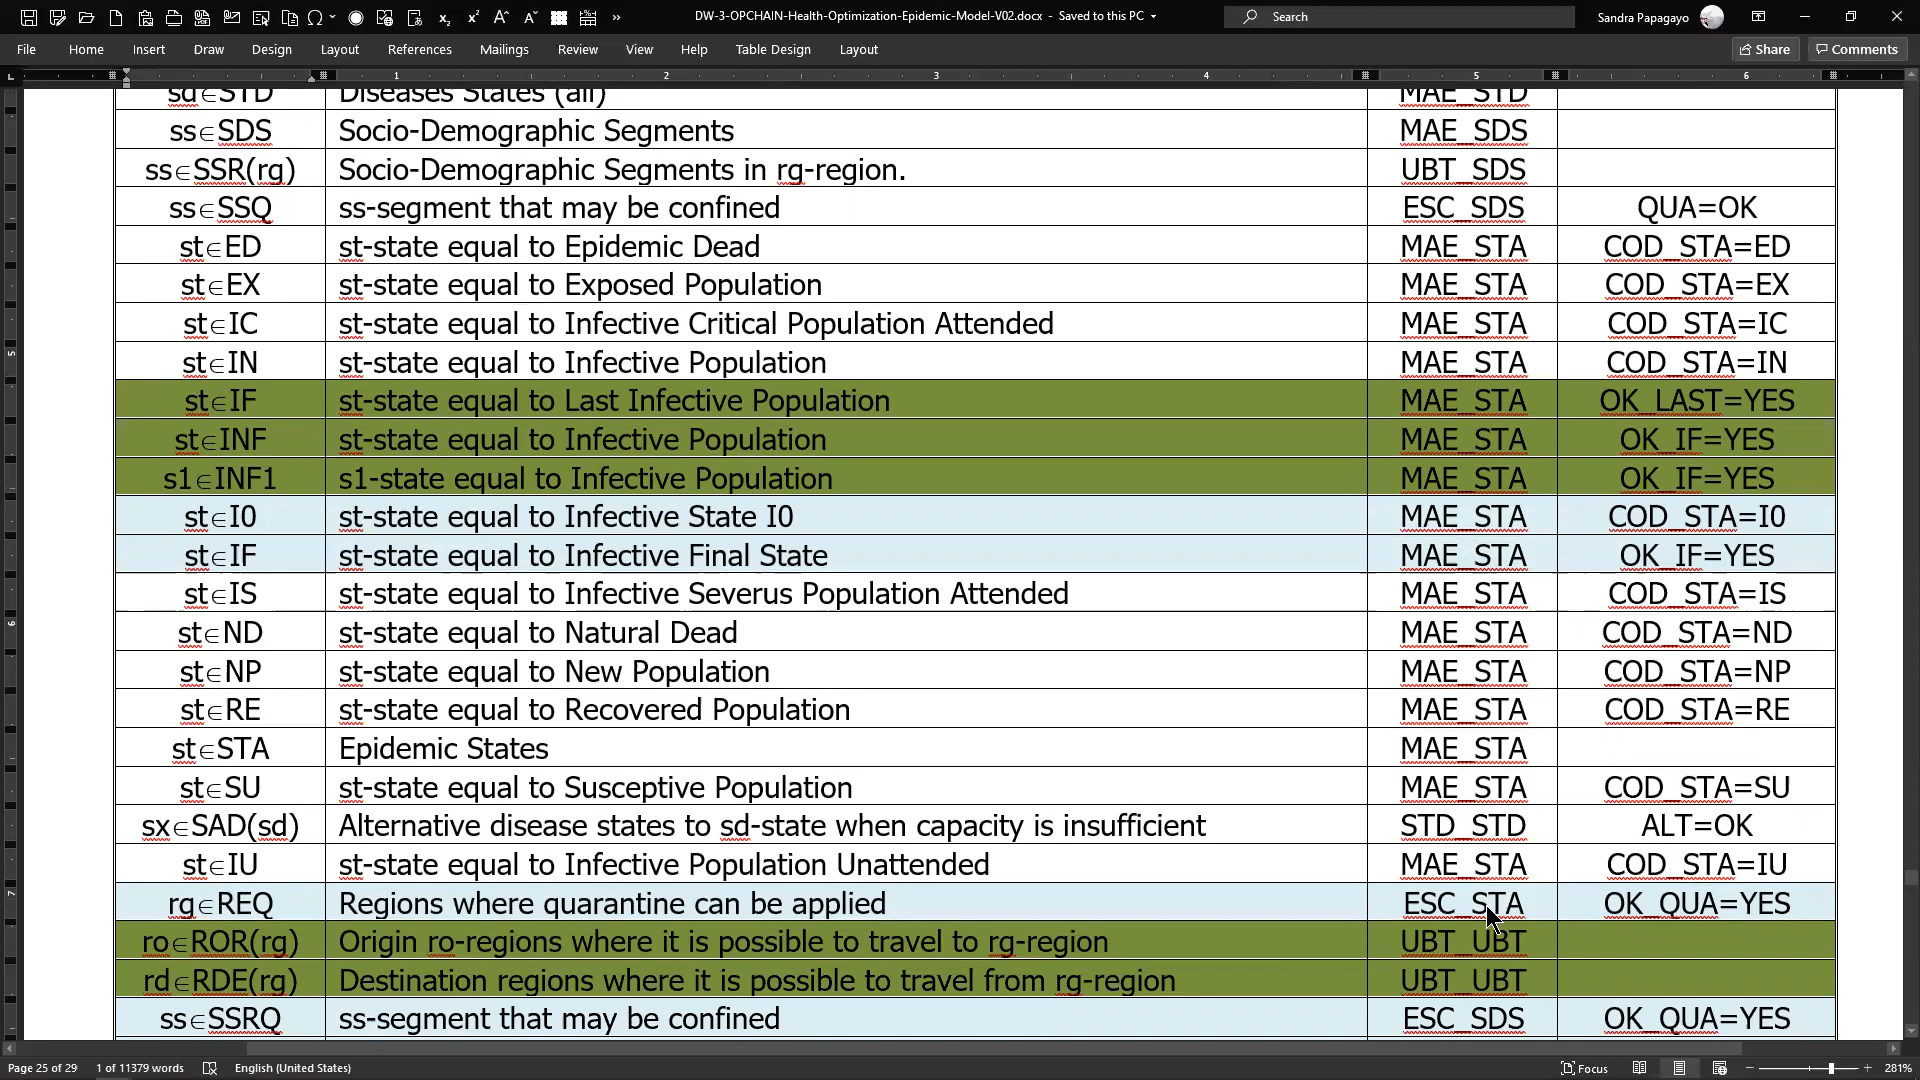 DW-3-OPCHAIN-Health-Optimization-Epidemic-Model-V02.docx - Saved to this PC
Search
Sandra Papagayo
File Home Insert Draw Design Layout References Mailings Review View Help Table Design Layout
Share Comments
1 2 3 4 5 6
sd∈STD Diseases States (all) MAE_STD
ss∈SDS Socio-Demographic Segments MAE_SDS
ss∈SSR(rg) Socio-Demographic Segments in rg-region. UBT_SDS
ss∈SSQ ss-segment that may be confined ESC_SDS QUA=OK
st∈ED st-state equal to Epidemic Dead MAE_STA COD_STA=ED
st∈EX st-state equal to Exposed Population MAE_STA COD_STA=EX
st∈IC st-state equal to Infective Critical Population Attended MAE_STA COD_STA=IC
st∈IN st-state equal to Infective Population MAE_STA COD_STA=IN
st∈IF st-state equal to Last Infective Population MAE_STA OK_LAST=YES
st∈INF st-state equal to Infective Population MAE_STA OK_IF=YES
s1∈INF1 s1-state equal to Infective Population MAE_STA OK_IF=YES
st∈I0 st-state equal to Infective State I0 MAE_STA COD_STA=I0
st∈IF st-state equal to Infective Final State MAE_STA OK_IF=YES
st∈IS st-state equal to Infective Severus Population Attended MAE_STA COD_STA=IS
st∈ND st-state equal to Natural Dead MAE_STA COD_STA=ND
st∈NP st-state equal to New Population MAE_STA COD_STA=NP
st∈RE st-state equal to Recovered Population MAE_STA COD_STA=RE
st∈STA Epidemic States MAE_STA
st∈SU st-state equal to Susceptive Population MAE_STA COD_STA=SU
sx∈SAD(sd) Alternative disease states to sd-state when capacity is insufficient STD_STD ALT=OK
st∈IU st-state equal to Infective Population Unattended MAE_STA COD_STA=IU
rg∈REQ Regions where quarantine can be applied ESC_STA OK_QUA=YES
ro∈ROR(rg) Origin ro-regions where it is possible to travel to rg-region UBT_UBT
rd∈RDE(rg) Destination regions where it is possible to travel from rg-region UBT_UBT
ss∈SSRQ ss-segment that may be confined ESC_SDS OK_QUA=YES
5
6
7
Page 25 of 29 1 of 11379 words English (United States) Focus 281%